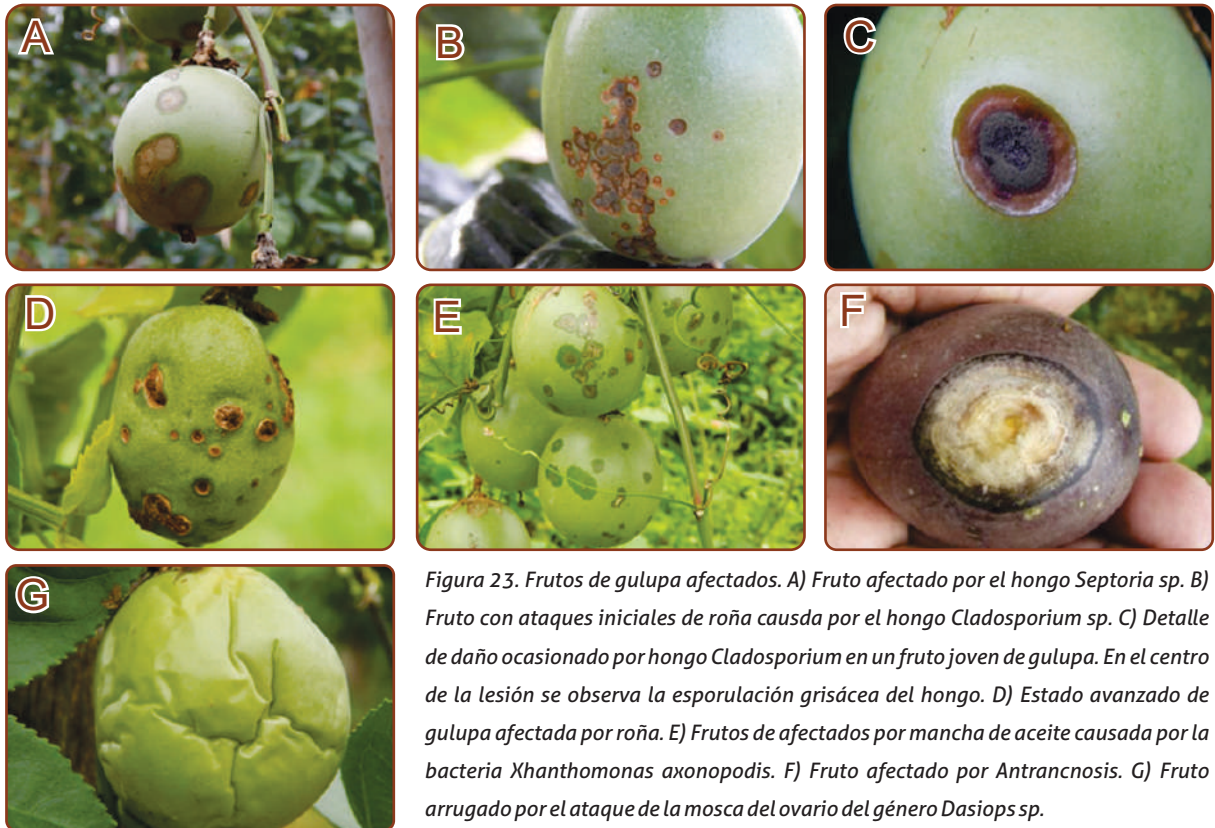 A
B
C
D
E
F
G
Figura 23. Frutos de gulupa afectados. A) Fruto afectado por el hongo Septoria sp. B)
Fruto con ataques iniciales de roña causda por el hongo Cladosporium sp. C) Detalle
de daño ocasionado por hongo Cladosporium en un fruto joven de gulupa. En el centro
de la lesión se observa la esporulación grisácea del hongo. D) Estado avanzado de
gulupa afectada por roña. E) Frutos de afectados por mancha de aceite causada por la
bacteria Xhanthomonas axonopodis. F) Fruto afectado por Antrancnosis. G) Fruto
arrugado por el ataque de la mosca del ovario del género Dasiops sp.